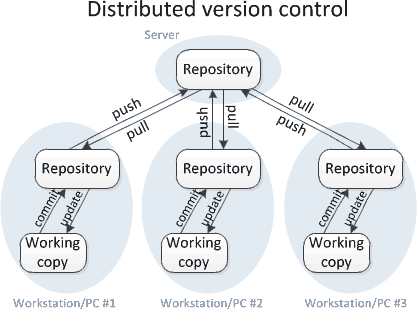 Distributed version control
Server
Repository
push
pull
push
pull
pull
push
Repository
Repository
Repository
commit
update
commit
update
commit
update
Working
copy
Working
copy
Working
copy
Workstation/PC #1
Workstation/PC #2
Workstation/PC #3